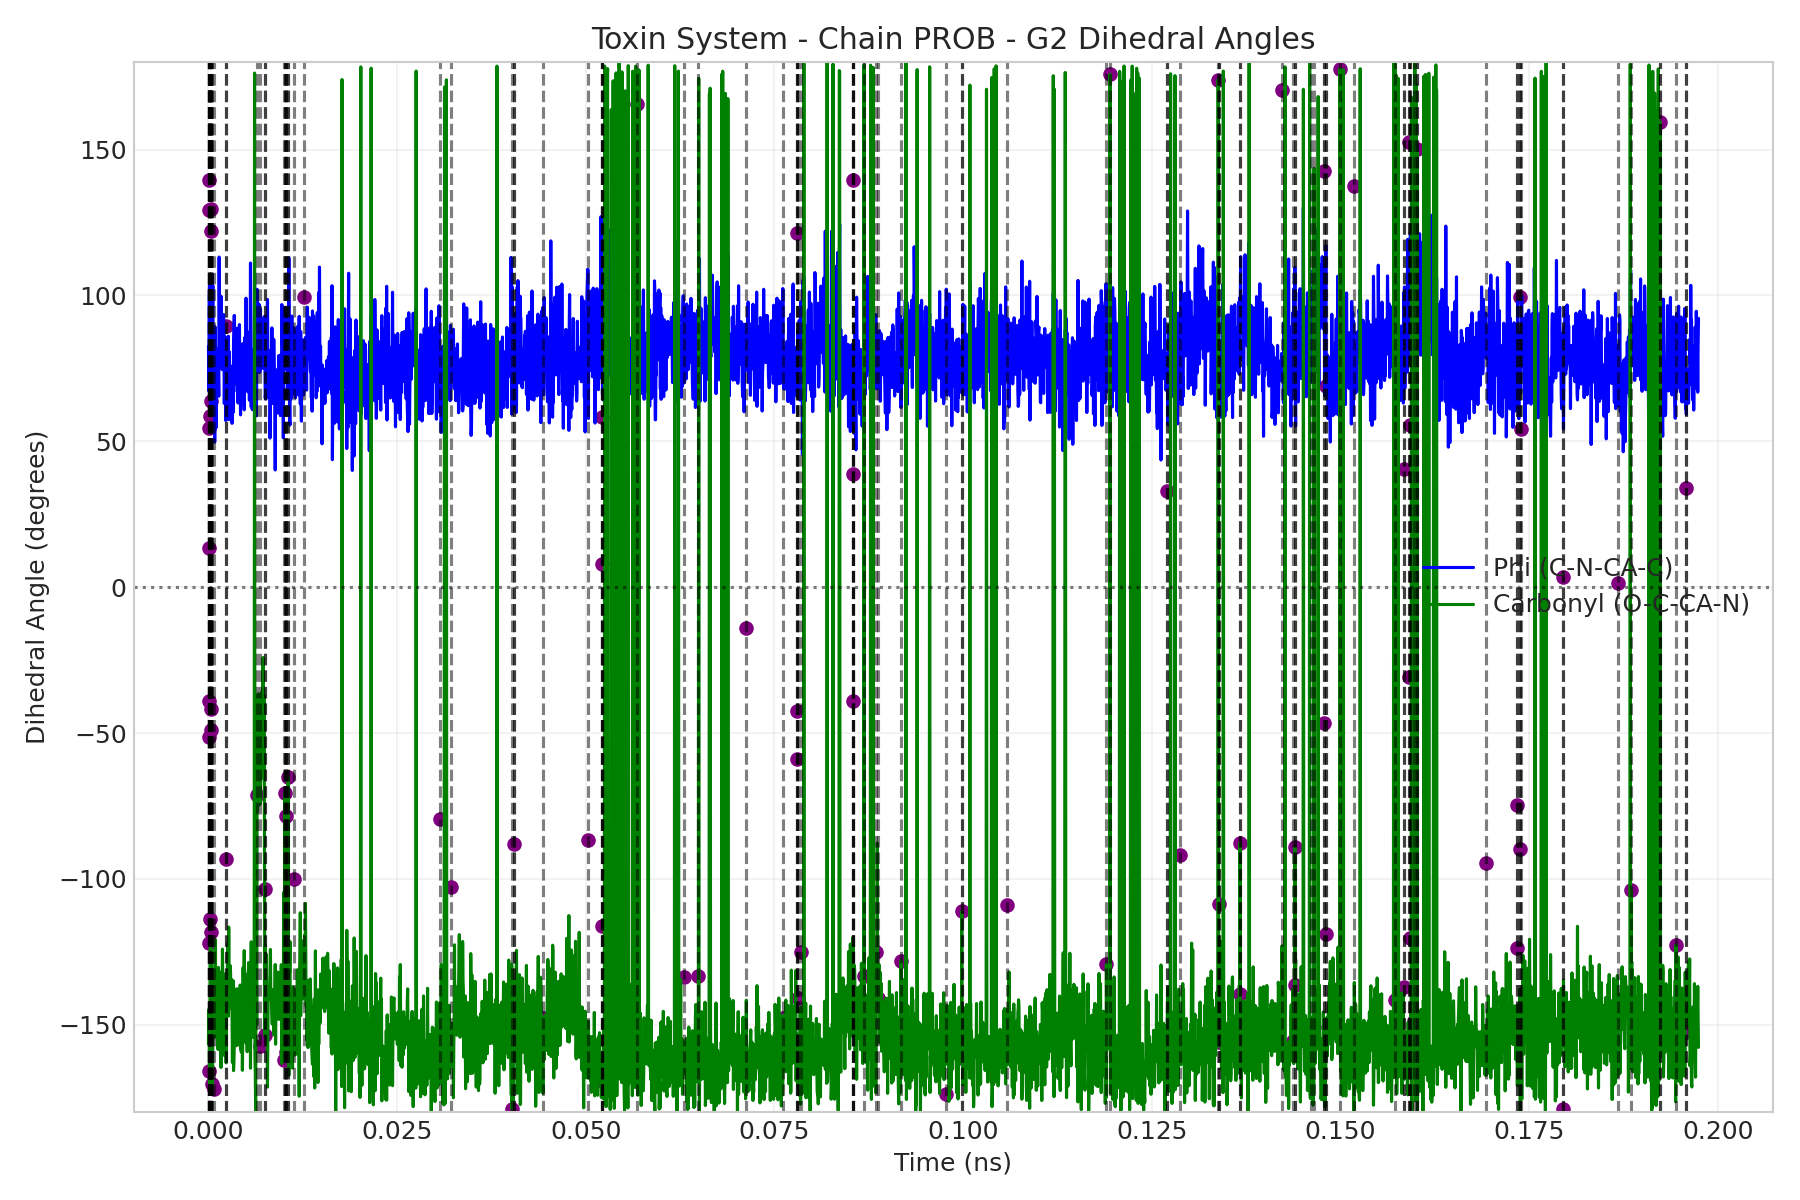 Toxin System - Chain PROB - G2 Dihedral Angles
Dihedral Angle (degrees)
150
100
50
0
−50
−100
−150
Phi (C-N-CA-C)
Carbonyl (O-C-CA-N)
0.000 0.025 0.050 0.075 0.100 0.125 0.150 0.175 0.200
Time (ns)